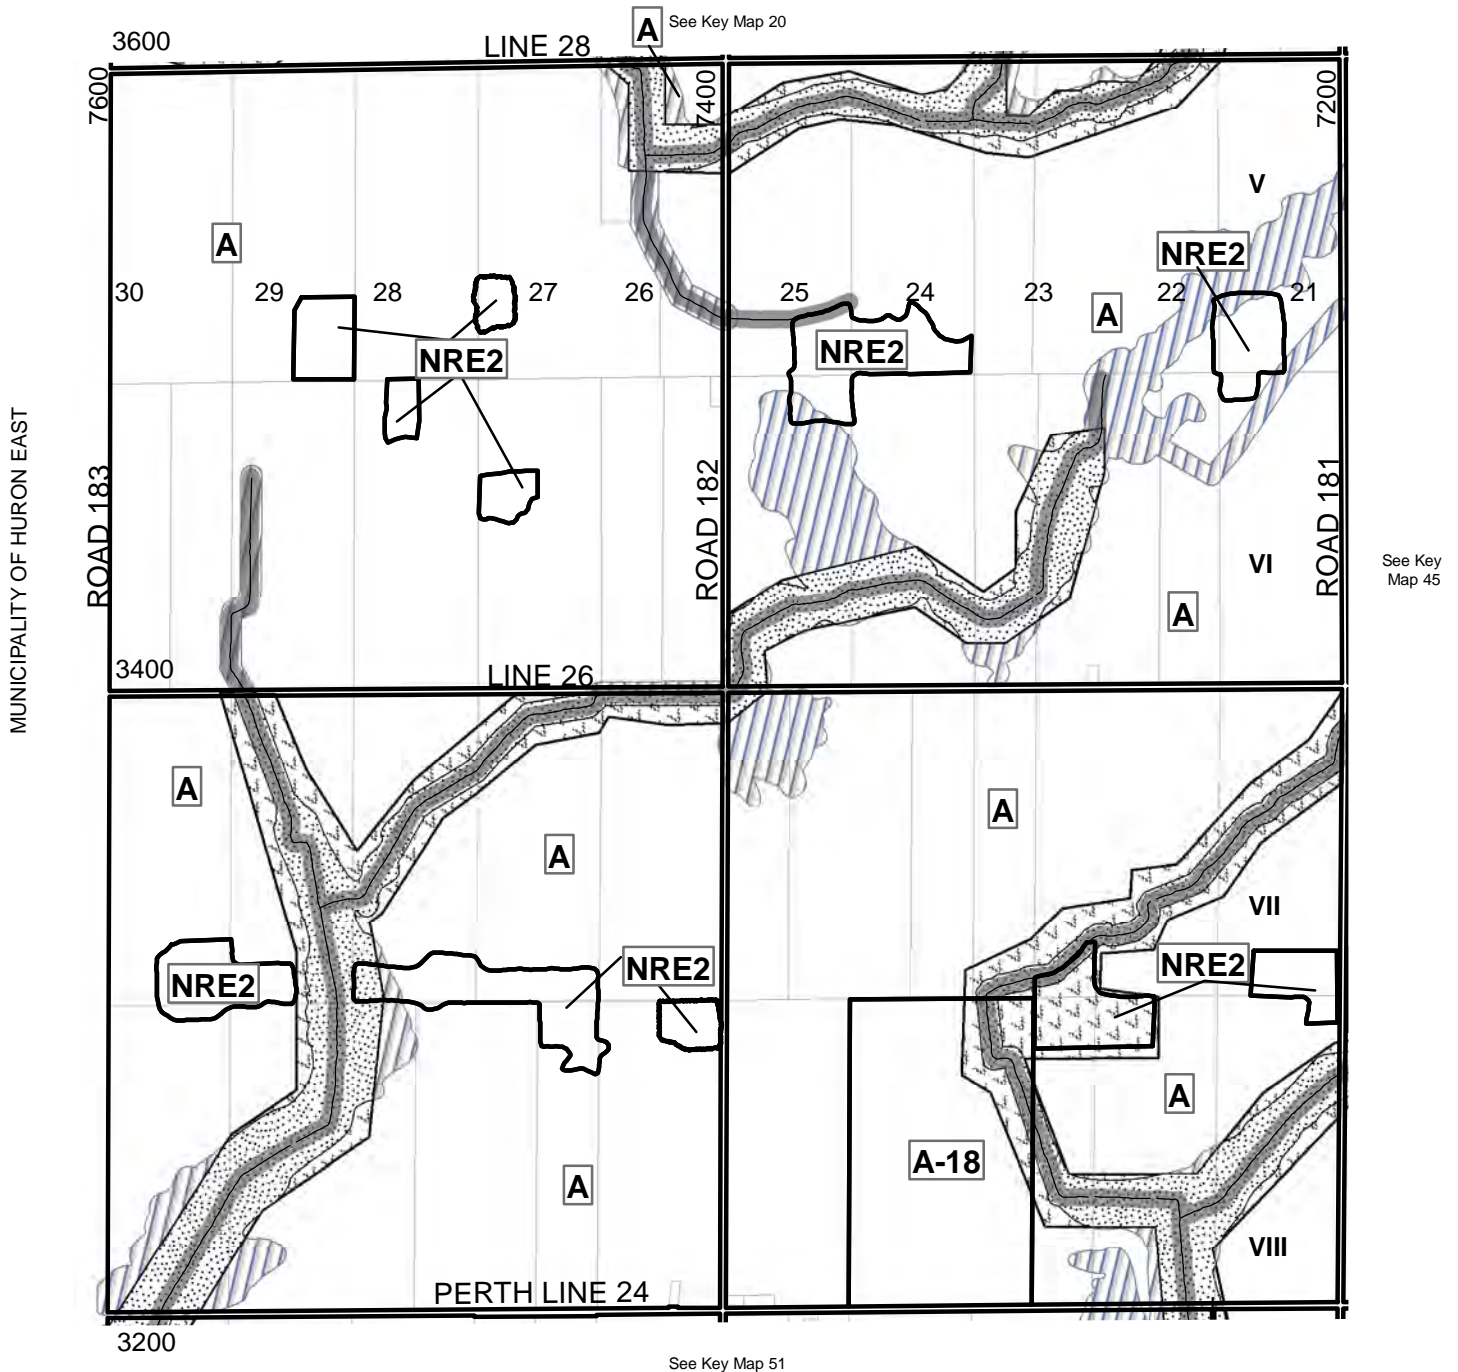 A See Key Map 20
3600
LINE 28
7600
7400
7200
V
A
NRE2
30 29 28 27 26 25 24 23 22 21
A
NRE2
NRE2
MUNICIPALITY OF HURON EAST
ROAD 183
ROAD 182
ROAD 181
VI
See Key
Map 45
A
3400
LINE 26
A
A
A
VII
NRE2
NRE2
NRE2
A
A-18
A
VIII
PERTH LINE 24
3200
See Key Map 51